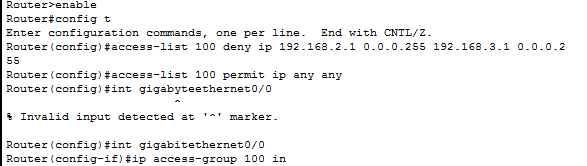 Router>enable
Router#config t
Enter configuration commands, one per line.  End with CNTL/Z.
Router(config)#access-list 100 deny ip 192.168.2.1 0.0.0.255 192.168.3.1 0.0.0.2
55
Router(config)#access-list 100 permit ip any any
Router(config)#int gigabyteethernet0/0
^
% Invalid input detected at '^' marker.
Router(config)#int gigabitethernet0/0
Router(config-if)#ip access-group 100 in